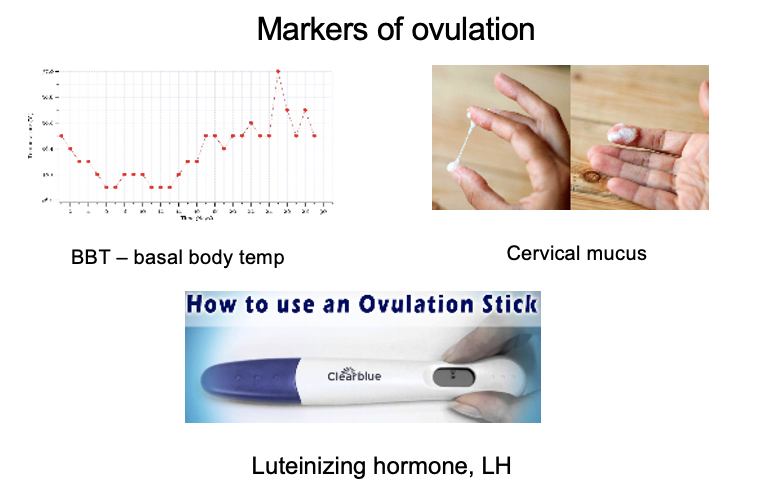 Markers of ovulation
BBT – basal body temp
Cervical mucus
How to use an Ovulation Stick
Clearblue
Luteinizing hormone, LH